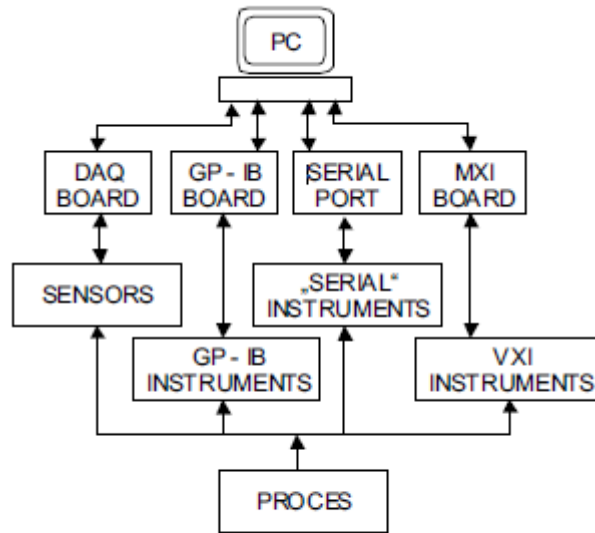 PC
DAQ
BOARD
GP - IB
BOARD
SERIAL
PORT
MXI
BOARD
SENSORS
„SERIAL“
INSTRUMENTS
GP - IB
INSTRUMENTS
VXI
INSTRUMENTS
PROCES